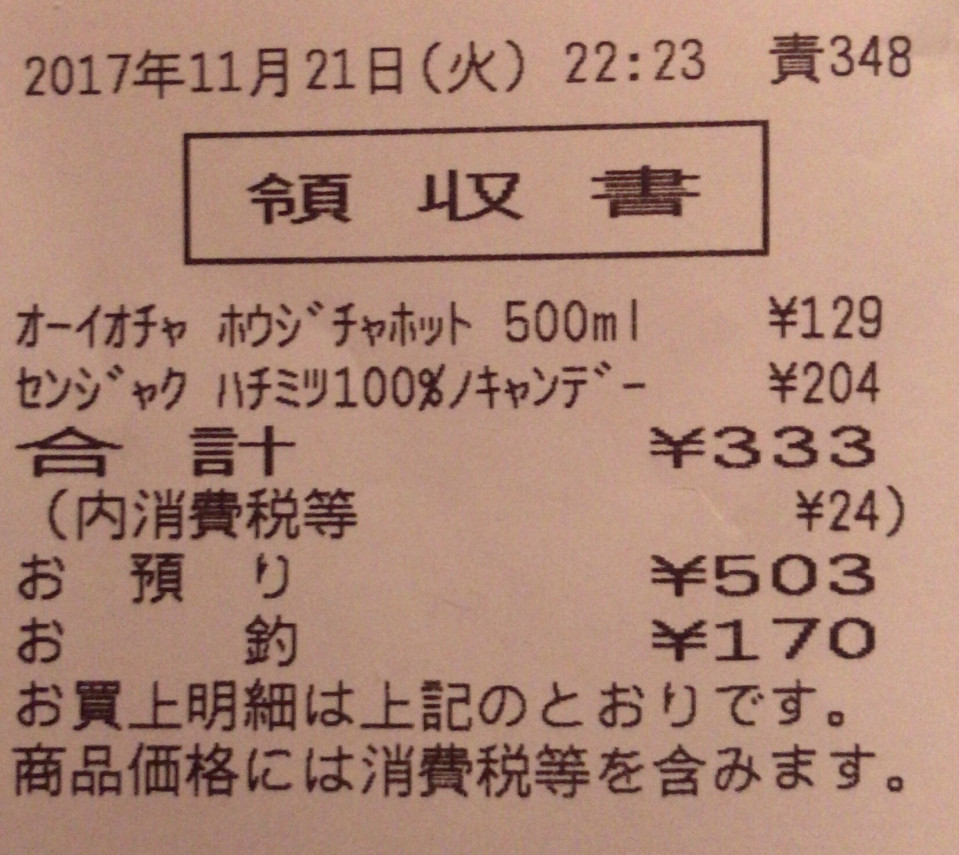 2017年11月21日(火) 22:23 責348
領収書
オーイオチャ ホウジチャホット 500ml ¥129
センジャク ハチミツ100%ノキャンデー ¥204
合計 ¥333
(内消費税等 ¥24)
お預り ¥503
お釣 ¥170
お買上明細は上記のとおりです。
商品価格には消費税等を含みます。